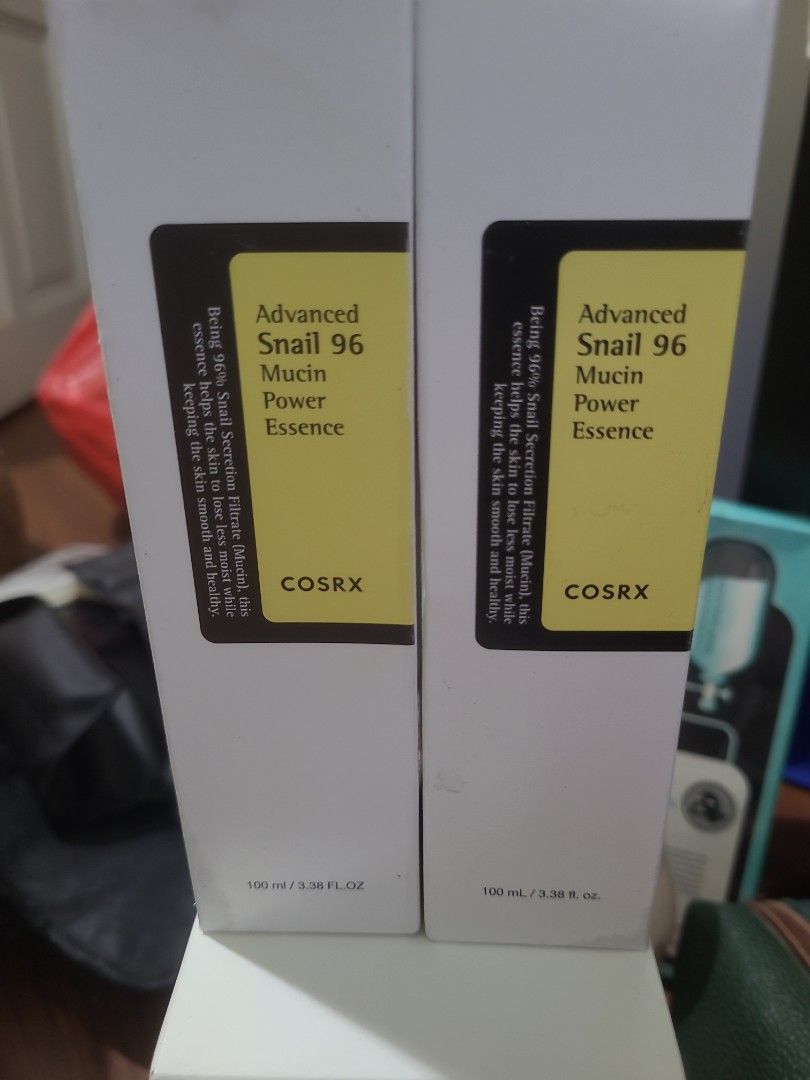 Advanced
Snail 96
Mucin
Power
Essence
Being 96% Snail Secretion Filtrate (Mucin), this
essence helps the skin to lose less moist while
keeping the skin smooth and healthy.
COSRX
100 ml / 3.38 FL.OZ
Advanced
Snail 96
Mucin
Power
Essence
Being 96% Snail Secretion Filtrate (Mucin), this
essence helps the skin to lose less moist while
keeping the skin smooth and healthy.
COSRX
100 mL / 3.38 fl. oz.